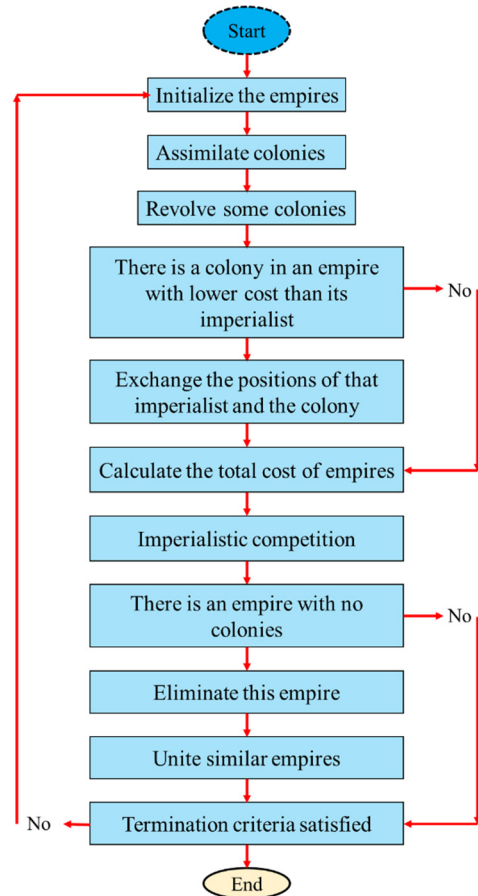 Start
Initialize the empires
Assimilate colonies
Revolve some colonies
There is a colony in an empire
with lower cost than its
imperialist
No
Exchange the positions of that
imperialist and the colony
Calculate the total cost of empires
Imperialistic competition
There is an empire with no
colonies
No
Eliminate this empire
Unite similar empires
No
Termination criteria satisfied
End